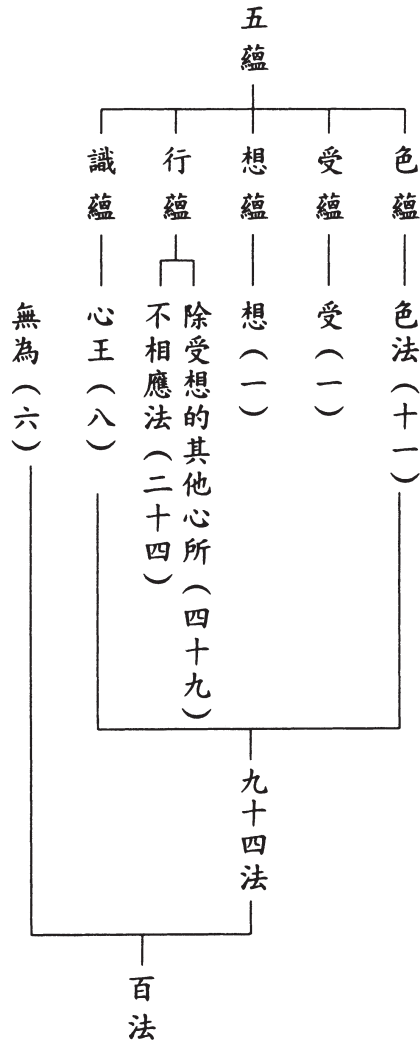 五蘊
色蘊
受蘊
想蘊
行蘊
識蘊
色法（十一）
受（一）
想（一）
除受想的其他心所（四十九）
不相應法（二十四）
心王（八）
無為（六）
九十四法
百法